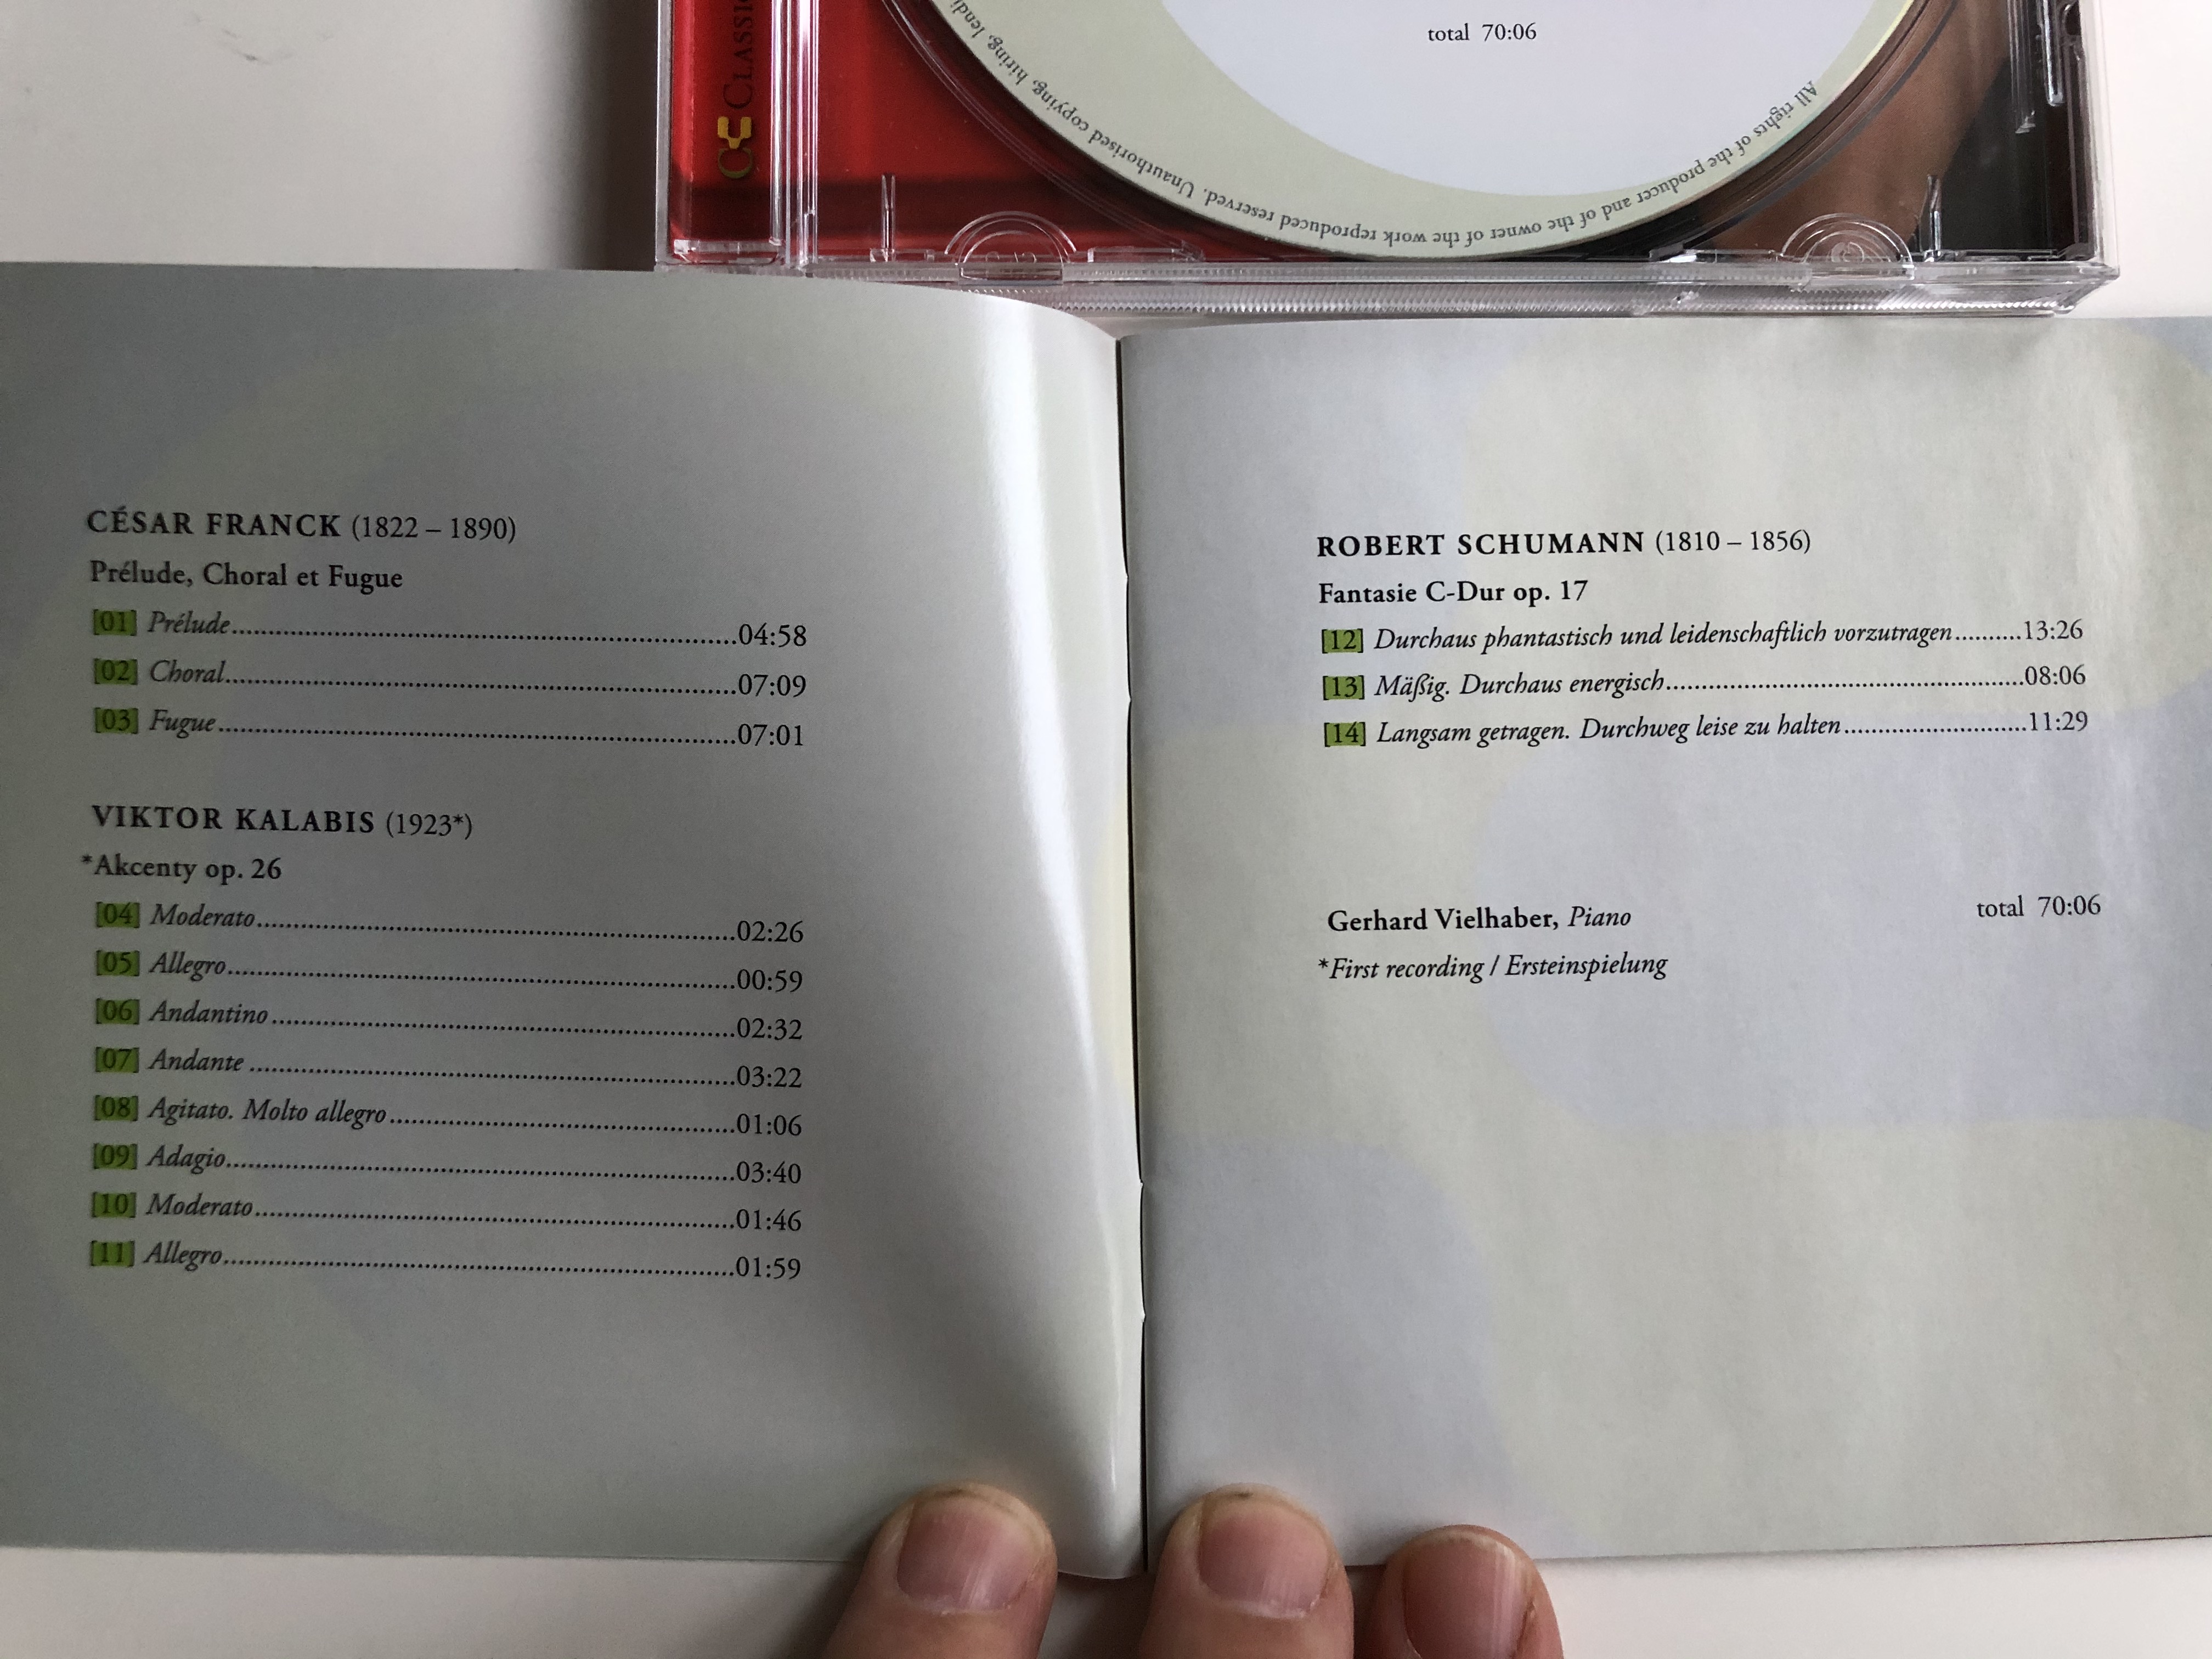 CLASSIC
total 70:06
All rights of the producer and of the owner of the work reproduced reserved. Unauthorised copying, hiring, lendi
CÉSAR FRANCK (1822 – 1890)
Prélude, Choral et Fugue
[01] Prélude....................04:58
[02] Choral....................07:09
[03] Fugue....................07:01
VIKTOR KALABIS (1923*)
*Akcenty op. 26
[04] Moderato....................02:26
[05] Allegro....................00:59
[06] Andantino....................02:32
[07] Andante....................03:22
[08] Agitato. Molto allegro....................01:06
[09] Adagio....................03:40
[10] Moderato....................01:46
[11] Allegro....................01:59
ROBERT SCHUMANN (1810 – 1856)
Fantasie C-Dur op. 17
[12] Durchaus phantastisch und leidenschaftlich vorzutragen..........13:26
[13] Mäßig. Durchaus energisch....................08:06
[14] Langsam getragen. Durchweg leise zu halten....................11:29
Gerhard Vielhaber, Piano
total 70:06
*First recording / Ersteinspielung